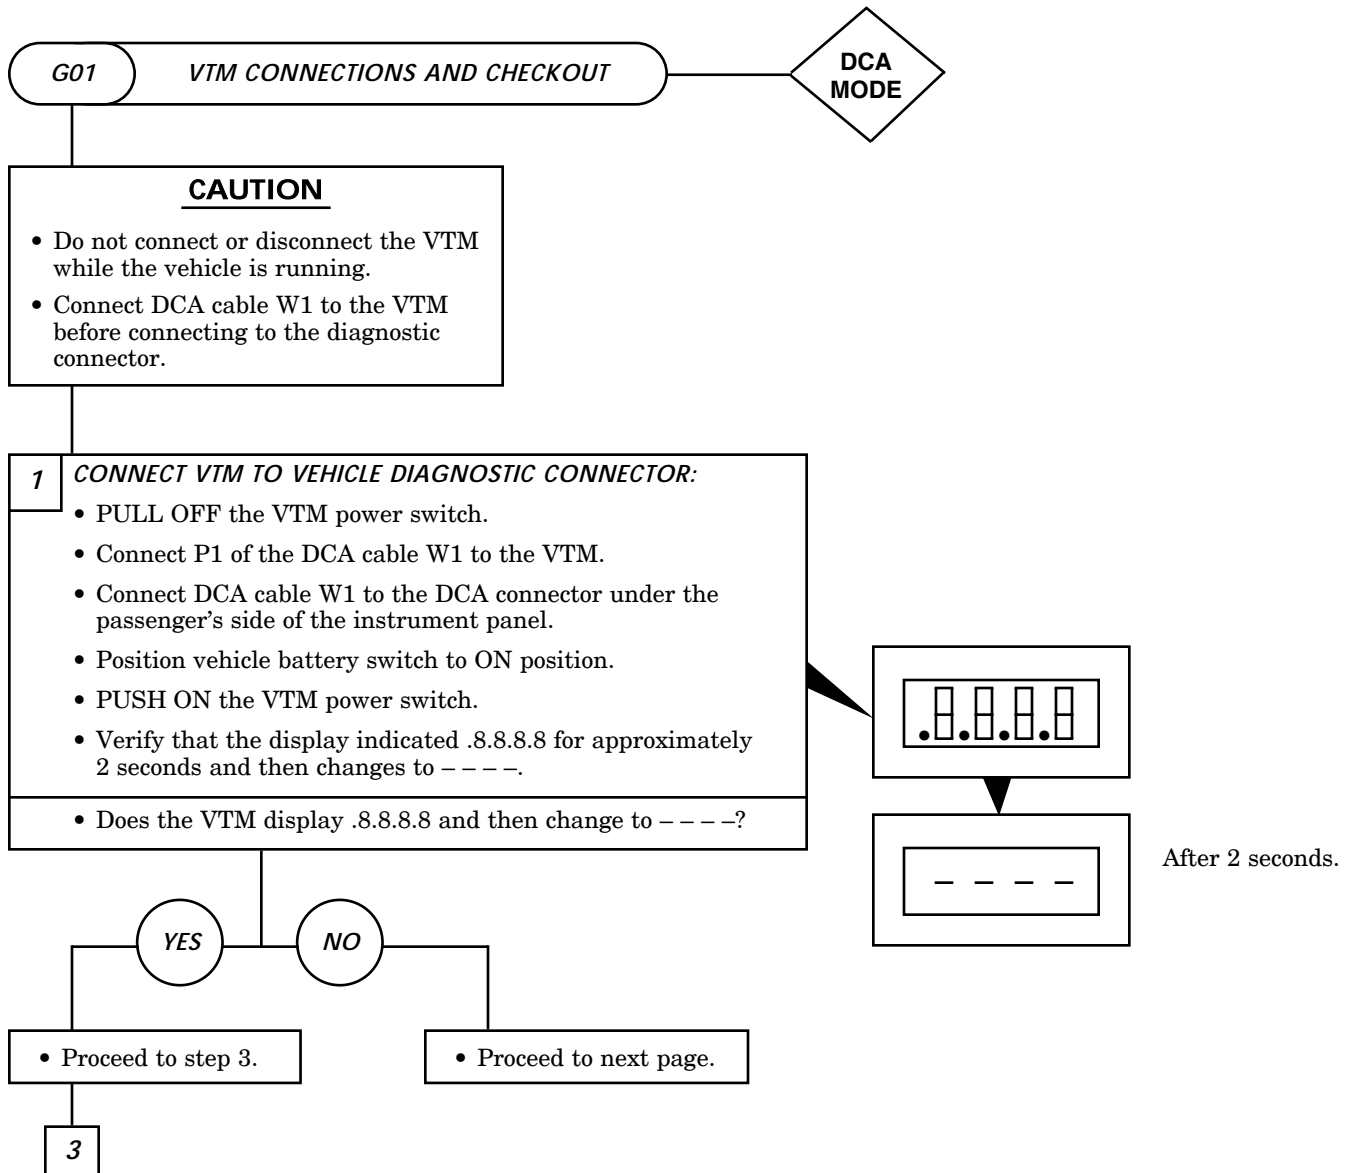 G01 VTM CONNECTIONS AND CHECKOUT
DCA
MODE
CAUTION
• Do not connect or disconnect the VTM
while the vehicle is running.
• Connect DCA cable W1 to the VTM
before connecting to the diagnostic
connector.
1 CONNECT VTM TO VEHICLE DIAGNOSTIC CONNECTOR:
• PULL OFF the VTM power switch.
• Connect P1 of the DCA cable W1 to the VTM.
• Connect DCA cable W1 to the DCA connector under the
passenger's side of the instrument panel.
• Position vehicle battery switch to ON position.
• PUSH ON the VTM power switch.
• Verify that the display indicated .8.8.8.8 for approximately
2 seconds and then changes to – – – –.
• Does the VTM display .8.8.8.8 and then change to – – – –?
.8.8.8.8
– – – –
After 2 seconds.
YES
NO
• Proceed to step 3.
• Proceed to next page.
3